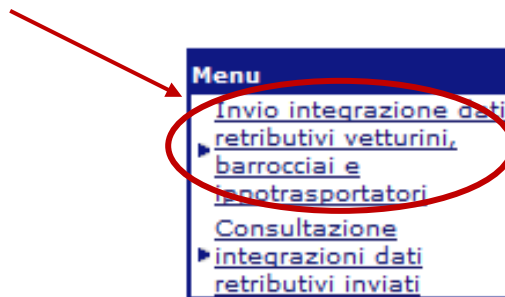 Menu
Invio integrazione dati
retributivi vetturini,
barrocciai e
ippotrasportatori
Consultazione
integrazioni dati
retributivi inviati